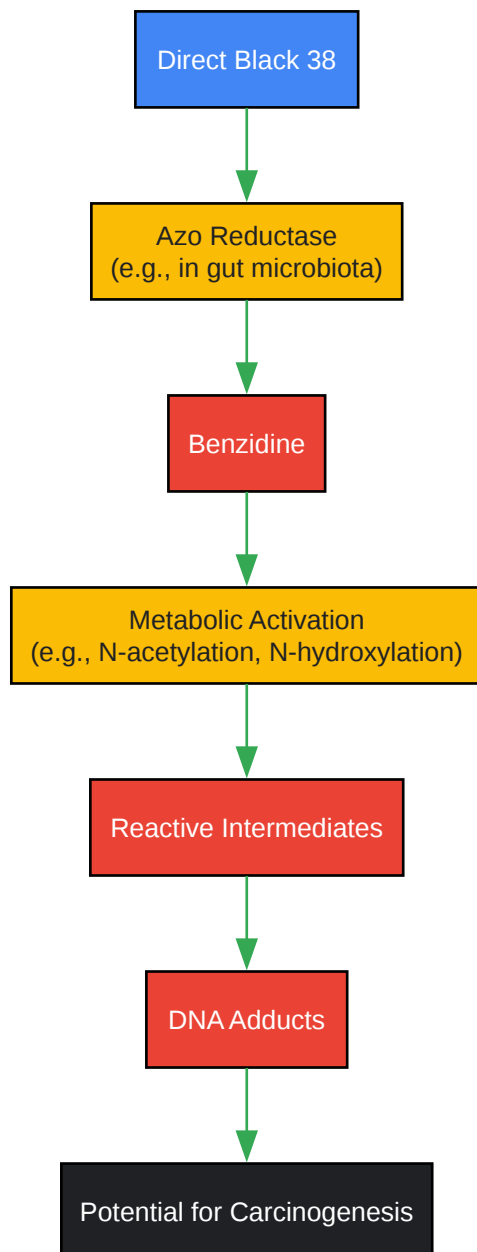 Direct Black 38
Azo Reductase
(e.g., in gut microbiota)
Benzidine
Metabolic Activation
(e.g., N-acetylation, N-hydroxylation)
Reactive Intermediates
DNA Adducts
Potential for Carcinogenesis